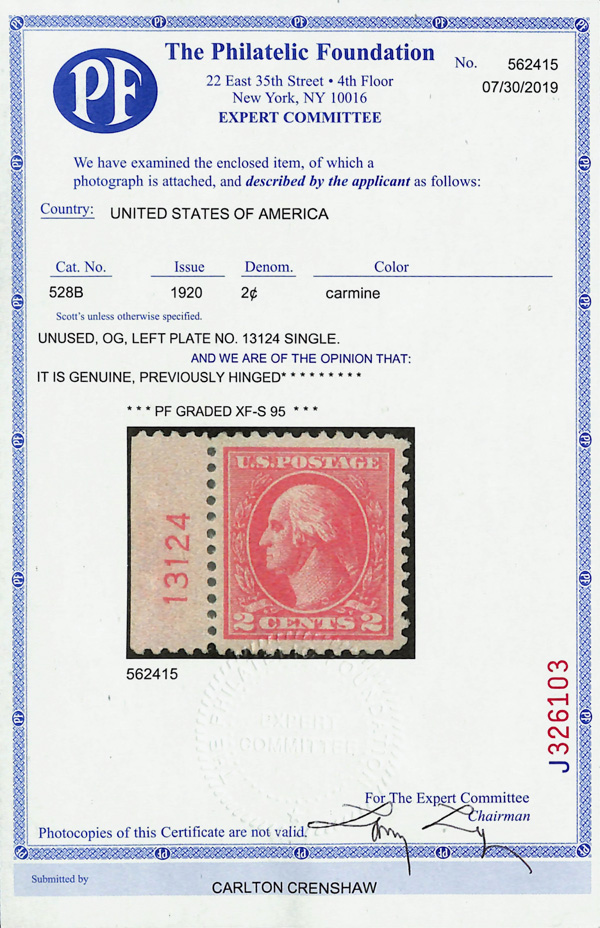 PF
The Philatelic Foundation
22 East 35th Street • 4th Floor
New York, NY 10016
EXPERT COMMITTEE
No. 562415
07/30/2019
We have examined the enclosed item, of which a
photograph is attached, and described by the applicant as follows:
Country: UNITED STATES OF AMERICA
Cat. No. Issue Denom. Color
528B 1920 2¢ carmine
Scott's unless otherwise specified.
UNUSED, OG, LEFT PLATE NO. 13124 SINGLE.
AND WE ARE OF THE OPINION THAT:
IT IS GENUINE, PREVIOUSLY HINGED* * * * * * * * *
* * * PF GRADED XF-S 95 * * *
13124
U.S. POSTAGE
2 CENTS 2
562415
EXPERT
COMMITTEE
J326103
For The Expert Committee
Chairman
Photocopies of this Certificate are not valid.
Submitted by
CARLTON CRENSHAW